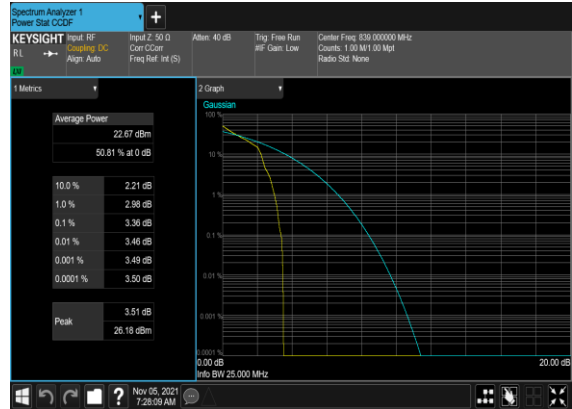 Spectrum Analyzer 1
Power Stat CCDF
KEYSIGHT
RL
Input: RF
Coupling: DC
Align: Auto
Input Z: 50 Ω
Corr CCorr
Freq Ref: Int (S)
Atten: 40 dB
Trig: Free Run
#IF Gain: Low
Center Freq: 839.000000 MHz
Counts: 1.00 M/1.00 Mpt
Radio Std: None
1 Metrics
Average Power
22.67 dBm
50.81 % at 0 dB
10.0 % 2.21 dB
1.0 % 2.98 dB
0.1 % 3.36 dB
0.01 % 3.46 dB
0.001 % 3.49 dB
0.0001 % 3.50 dB
Peak
3.51 dB
26.18 dBm
2 Graph
Gaussian
100 %
10 %
1 %
0.1 %
0.01 %
0.001 %
0.0001 %
0.00 dB 20.00 dB
Info BW 25.000 MHz
?
Nov 05, 2021
7:28:09 AM